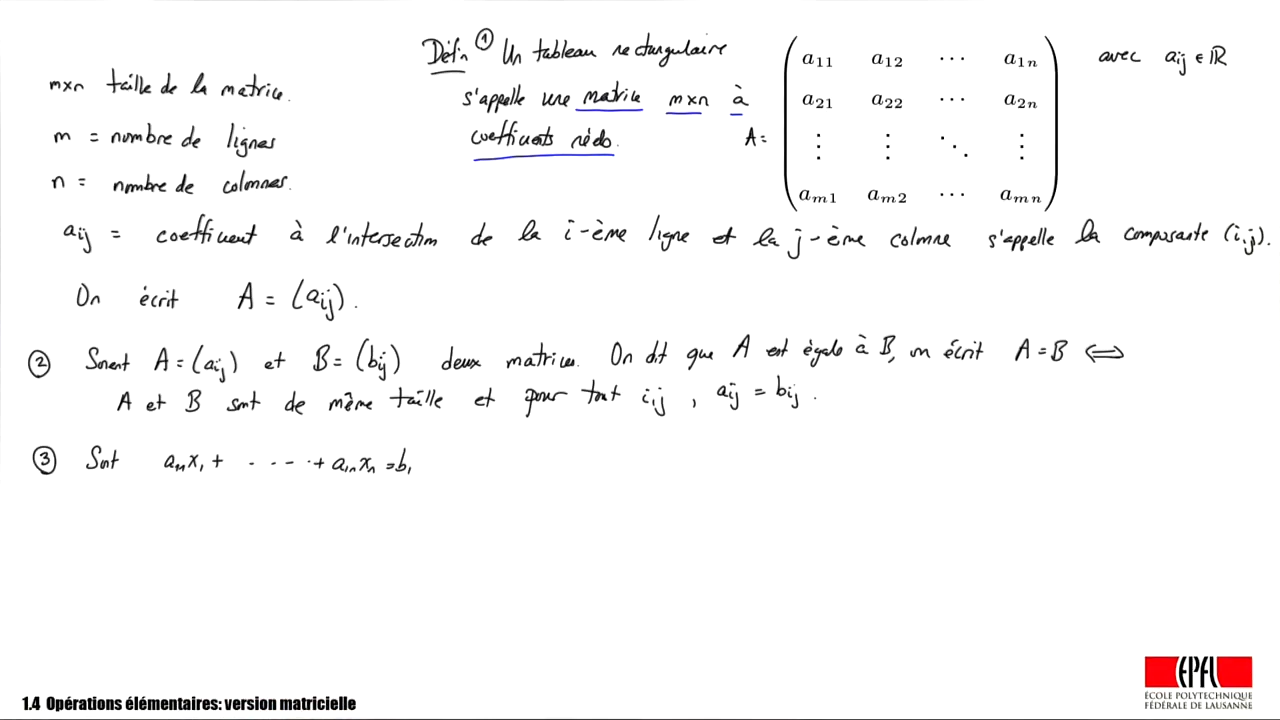 Défn ① Un tableau rectangulaire
s'appelle une matrice m×n à
coefficients réels.
A = ( a11 a12 ⋯ a1n
a21 a22 ⋯ a2n
⋮ ⋮ ⋱ ⋮
am1 am2 ⋯ amn )
avec aij ∈ ℝ
m×n taille de la matrice.
m = nombre de lignes
n = nombre de colonnes.
aij = coefficient à l'intersection de la i-ème ligne et la j-ème colonne s'appelle la composante (i,j).
On écrit A = (aij).
② Soient A = (aij) et B = (bij) deux matrices. On dit que A est égale à B, on écrit A = B ⟺
A et B sont de même taille et pour tout i,j , aij = bij .
③ Soit a11x1 + ----- + a1nxn = b1
1.4 Opérations élémentaires: version matricielle
EPFL
ÉCOLE POLYTECHNIQUE
FÉDÉRALE DE LAUSANNE